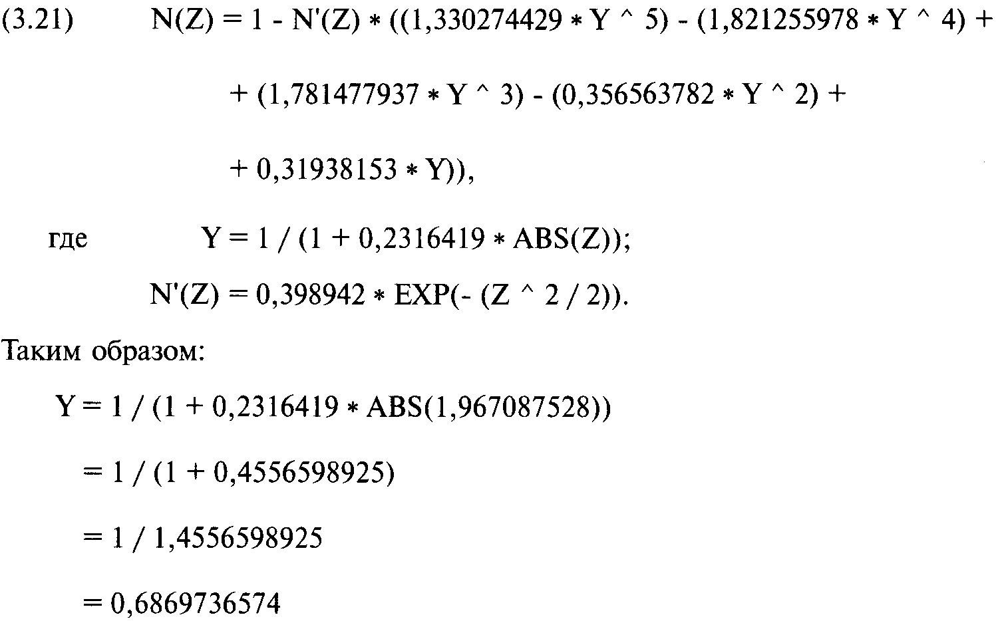 (3.21) N(Z) = 1 - N'(Z) * ((1,330274429 * Y ^ 5) - (1,821255978 * Y ^ 4) +
+ (1,781477937 * Y ^ 3) - (0,356563782 * Y ^ 2) +
+ 0,31938153 * Y)),
где Y = 1 / (1 + 0,2316419 * ABS(Z));
N'(Z) = 0,398942 * EXP(- (Z ^ 2 / 2)).
Таким образом:
Y = 1 / (1 + 0,2316419 * ABS(1,967087528))
= 1 / (1 + 0,4556598925)
= 1 / 1,4556598925
= 0,6869736574